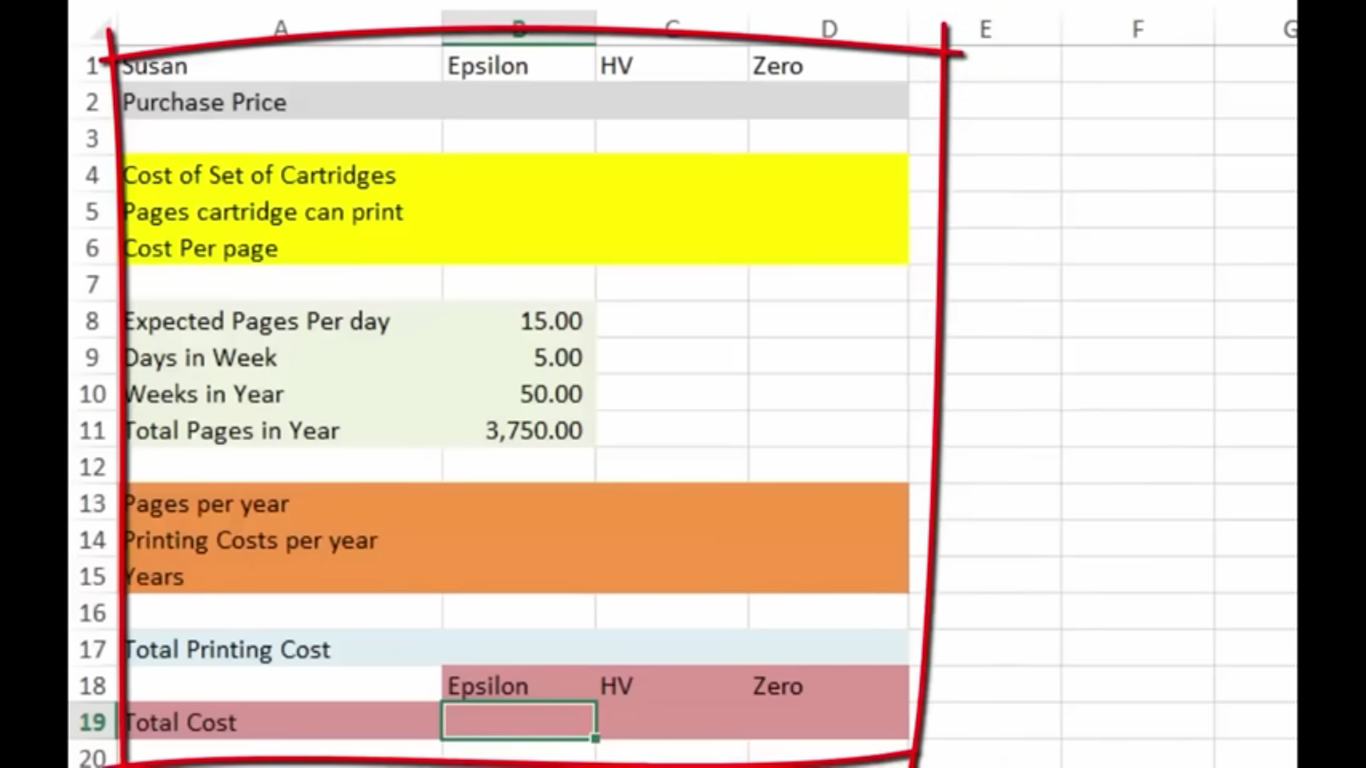 A B C D E F G
1 Susan Epsilon HV Zero
2 Purchase Price
3
4 Cost of Set of Cartridges
5 Pages cartridge can print
6 Cost Per page
7
8 Expected Pages Per day 15.00
9 Days in Week 5.00
10 Weeks in Year 50.00
11 Total Pages in Year 3,750.00
12
13 Pages per year
14 Printing Costs per year
15 Years
16
17 Total Printing Cost
18 Epsilon HV Zero
19 Total Cost
20